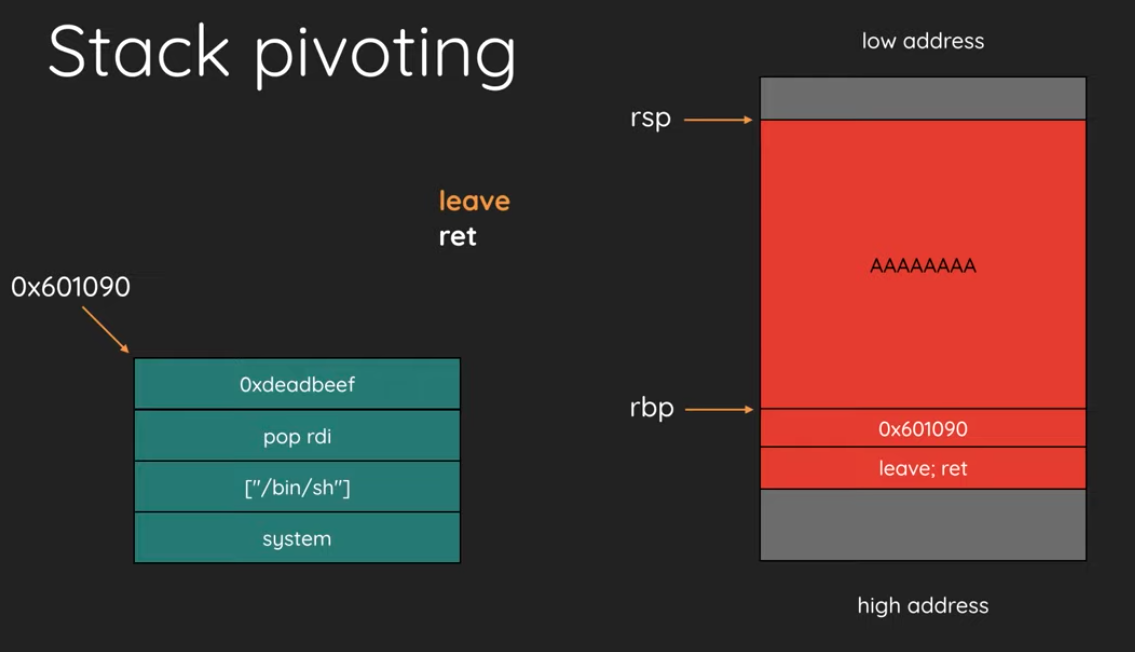 Stack pivoting
leave
ret
0x601090
0xdeadbeef
pop rdi
["/bin/sh"]
system
low address
rsp
AAAAAAAA
rbp
0x601090
leave; ret
high address